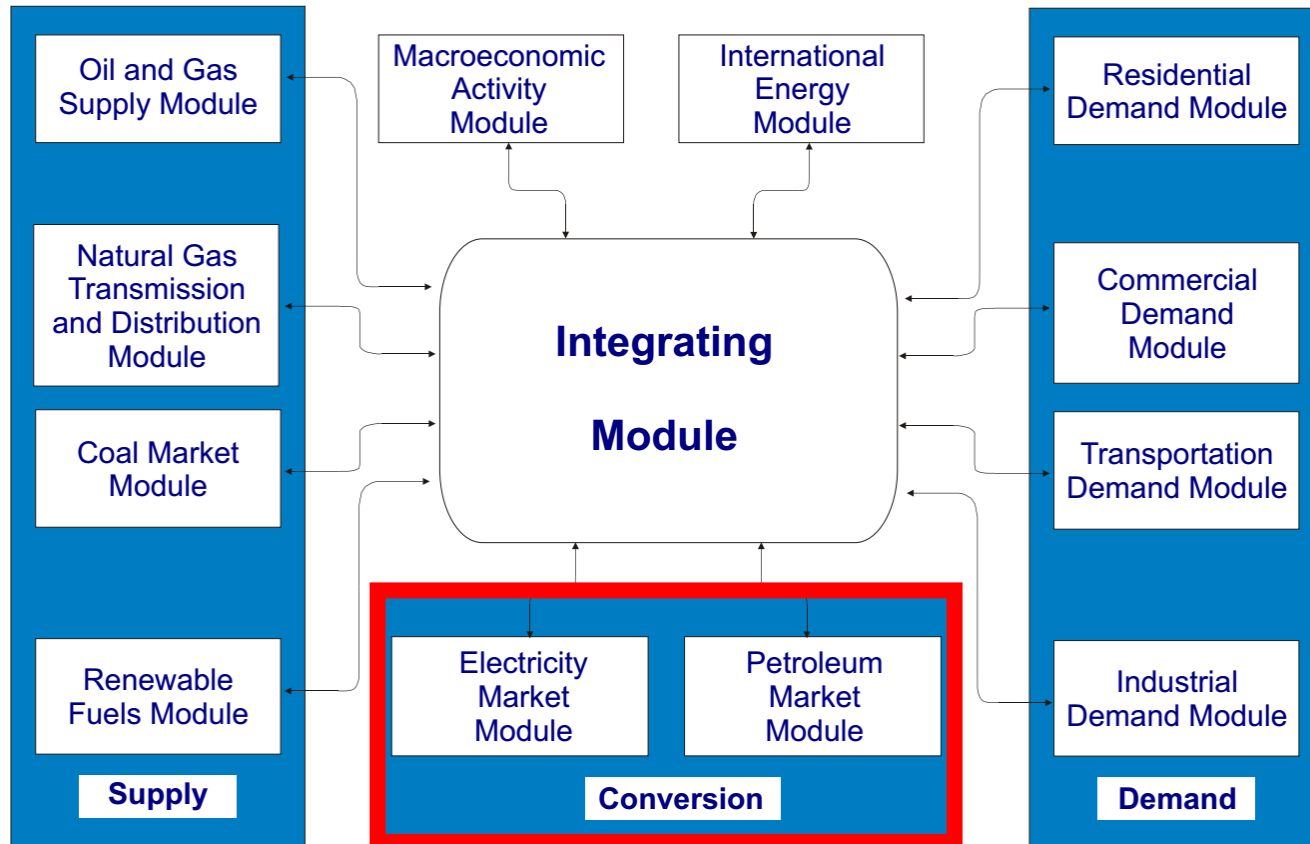 Oil and Gas
Supply Module
Natural Gas
Transmission
and Distribution
Module
Coal Market
Module
Renewable
Fuels Module
Supply
Macroeconomic
Activity
Module
International
Energy
Module
Integrating
Module
Electricity
Market
Module
Petroleum
Market
Module
Conversion
Residential
Demand Module
Commercial
Demand
Module
Transportation
Demand Module
Industrial
Demand Module
Demand